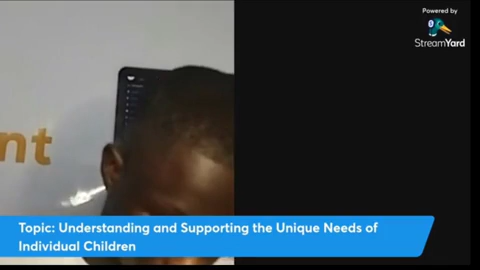 Powered by
StreamYard
nt
Topic: Understanding and Supporting the Unique Needs of
Individual Children